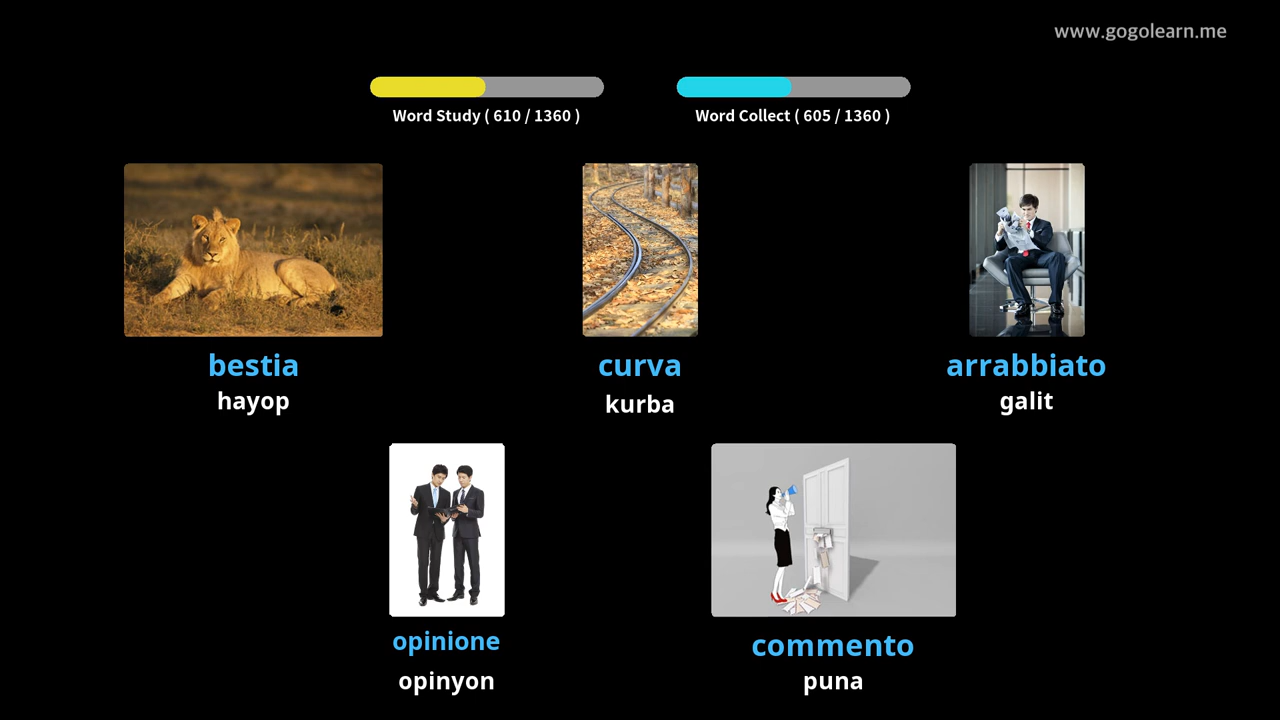 www.gogolearn.me
Word Study ( 610 / 1360 )
Word Collect ( 605 / 1360 )
bestia
hayop
curva
kurba
arrabbiato
galit
opinione
opinyon
commento
puna